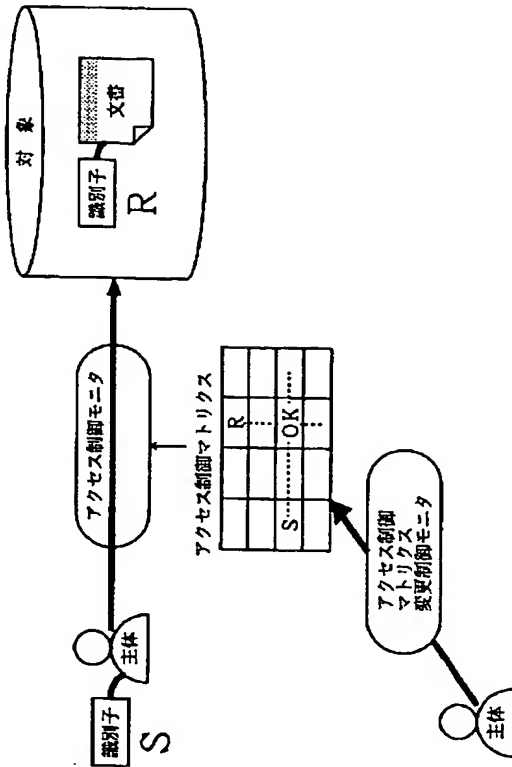 対象
識別子
文書
R
アクセス制御モニタ
主体
識別子
S
アクセス制御マトリクス
R
S
OK
アクセス制御
マトリクス
変更制御モニタ
主体